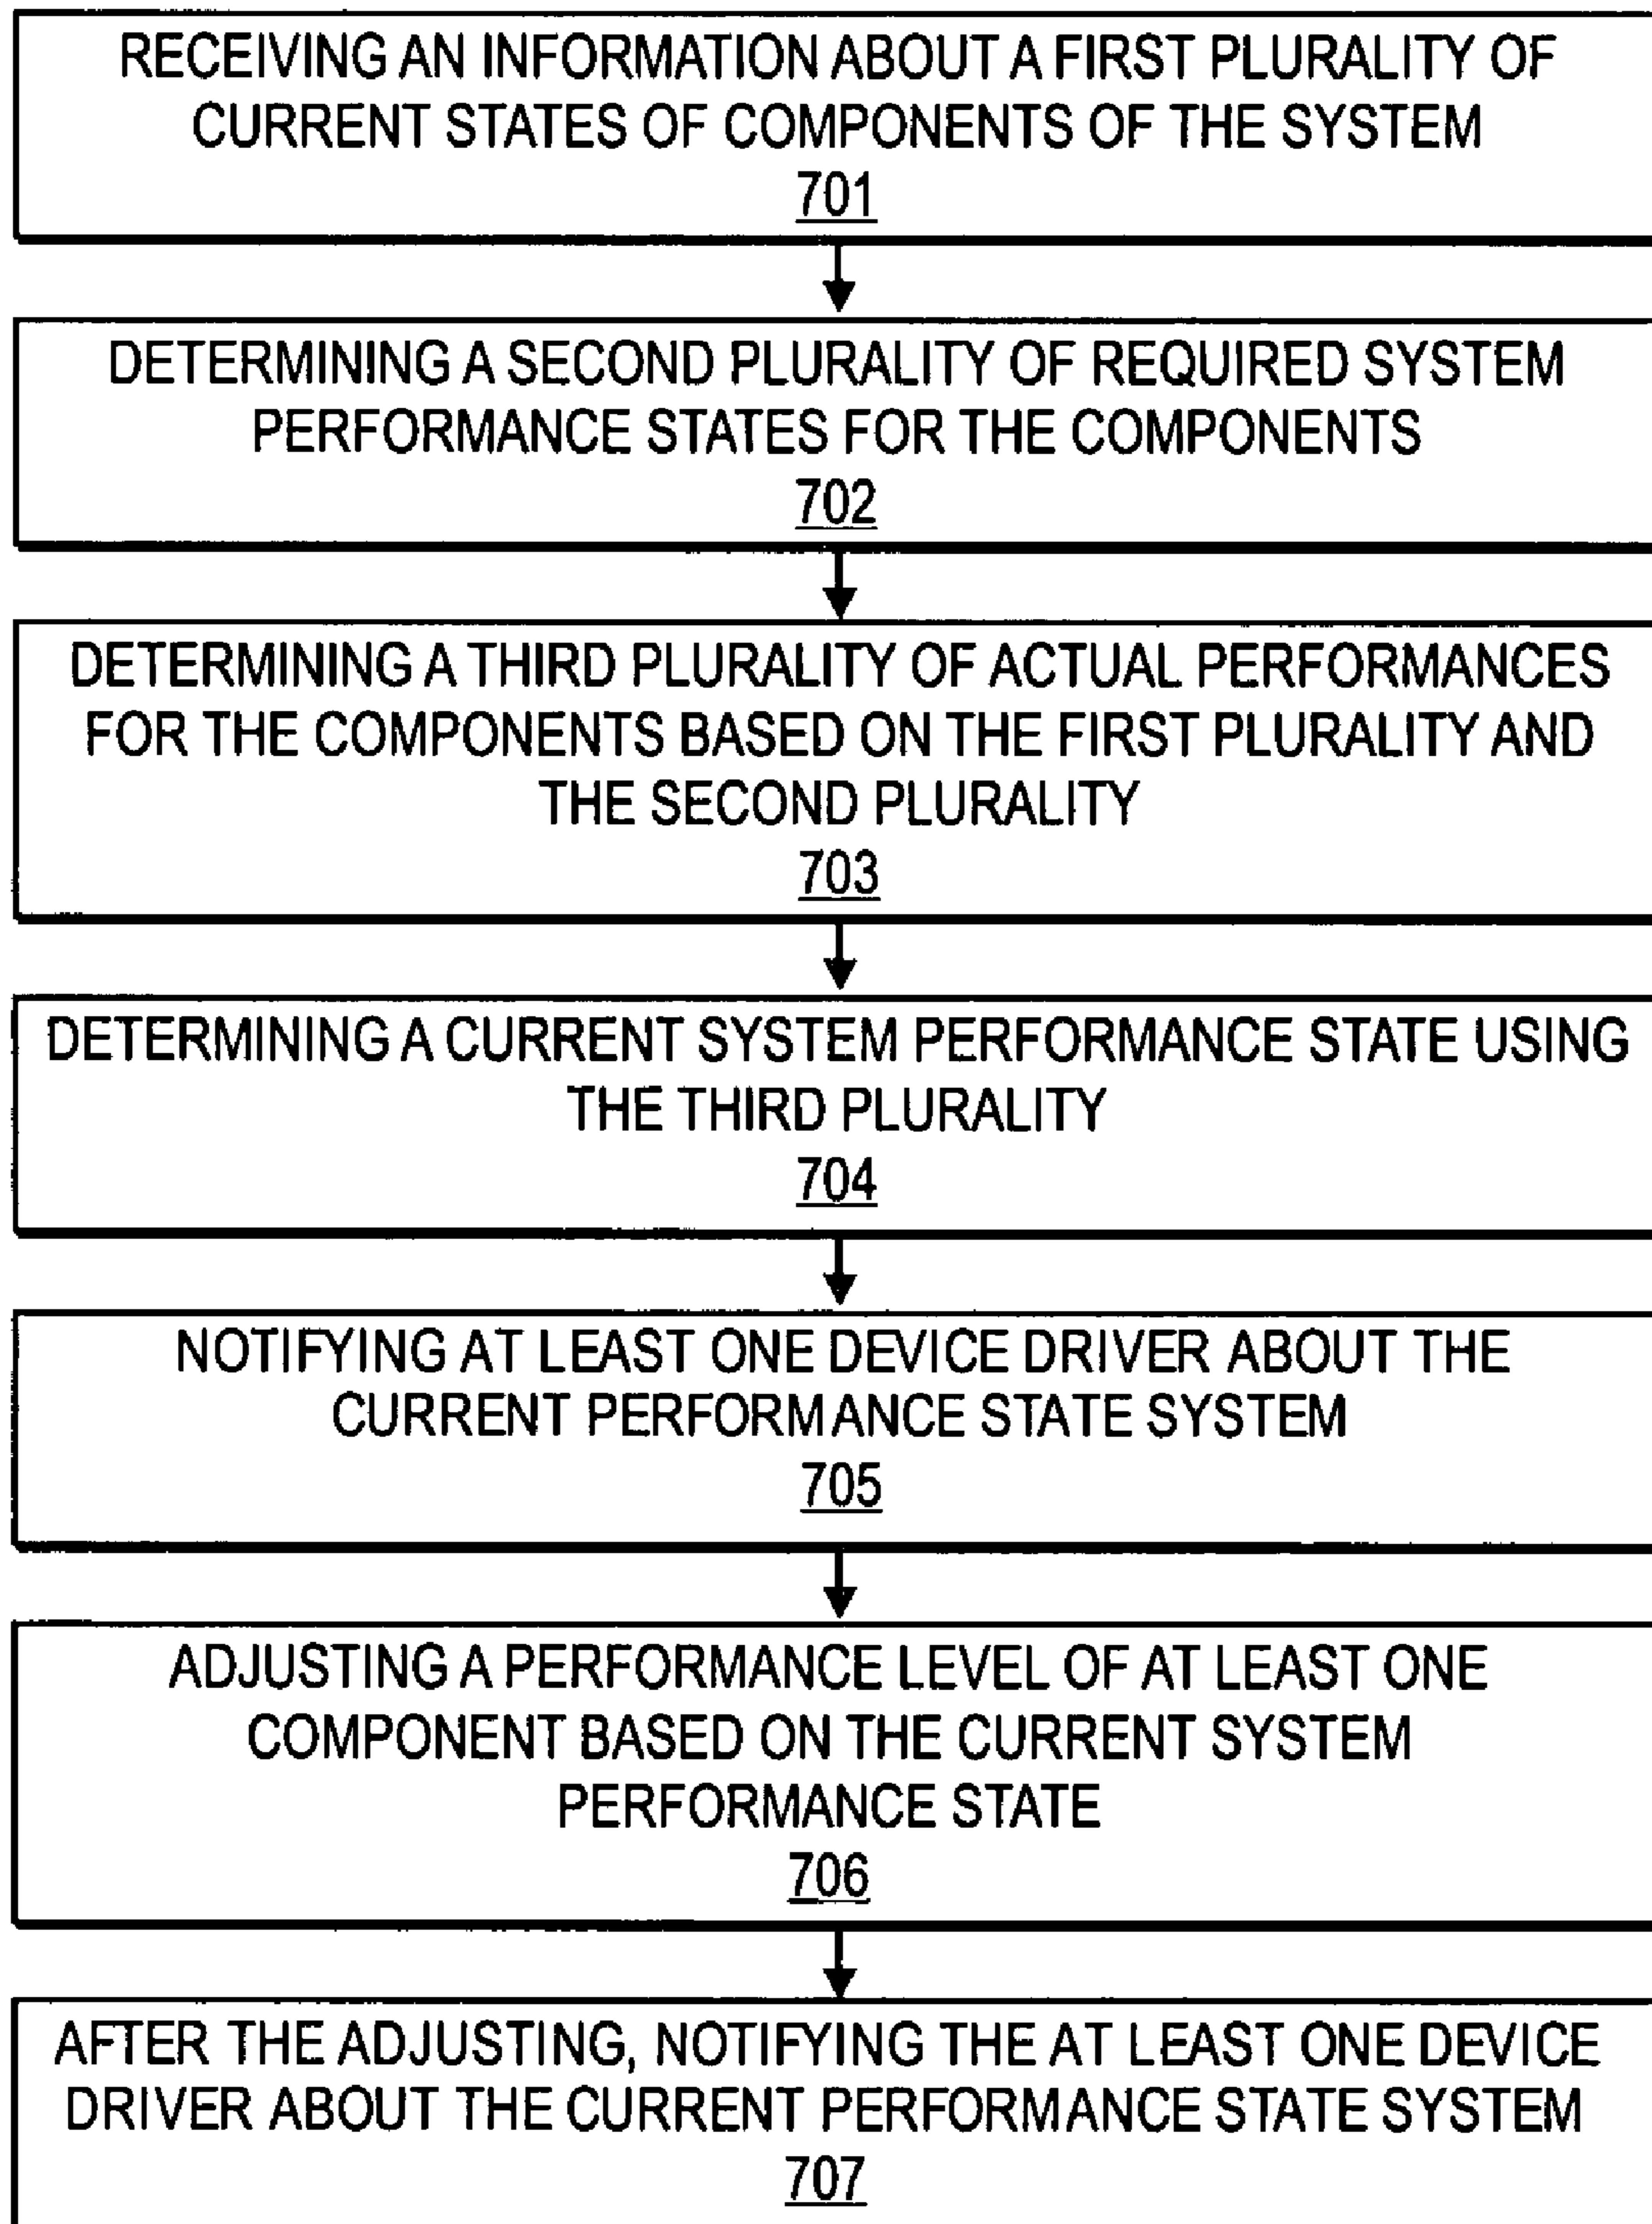 RECEIVING AN INFORMATION ABOUT A FIRST PLURALITY OF
CURRENT STATES OF COMPONENTS OF THE SYSTEM
701
DETERMINING A SECOND PLURALITY OF REQUIRED SYSTEM
PERFORMANCE STATES FOR THE COMPONENTS
702
DETERMINING A THIRD PLURALITY OF ACTUAL PERFORMANCES
FOR THE COMPONENTS BASED ON THE FIRST PLURALITY AND
THE SECOND PLURALITY
703
DETERMINING A CURRENT SYSTEM PERFORMANCE STATE USING
THE THIRD PLURALITY
704
NOTIFYING AT LEAST ONE DEVICE DRIVER ABOUT THE
CURRENT PERFORMANCE STATE SYSTEM
705
ADJUSTING A PERFORMANCE LEVEL OF AT LEAST ONE
COMPONENT BASED ON THE CURRENT SYSTEM
PERFORMANCE STATE
706
AFTER THE ADJUSTING, NOTIFYING THE AT LEAST ONE DEVICE
DRIVER ABOUT THE CURRENT PERFORMANCE STATE SYSTEM
707